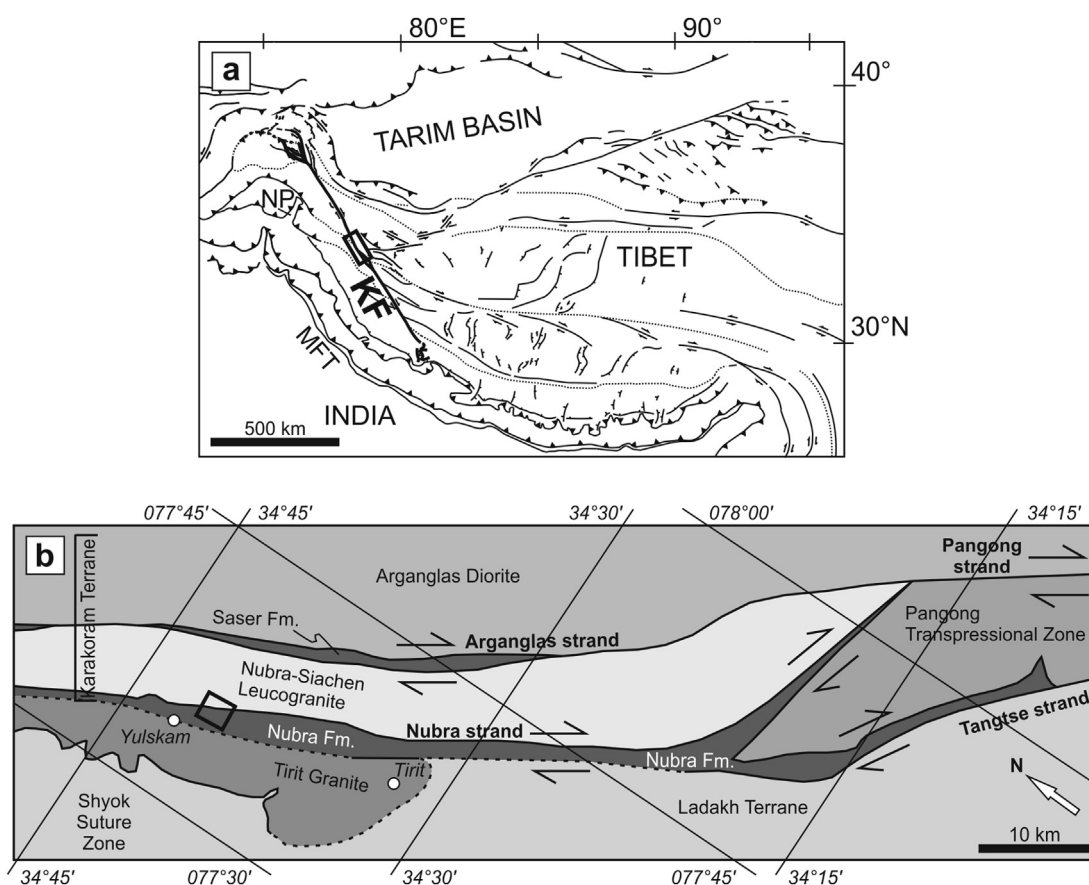 80°E
90°
a
40°
TARIM BASIN
NP
TIBET
KF
30°N
MFT
INDIA
500 km
077°45'
34°45'
34°30'
078°00'
34°15'
b
Karakoram Terrane
Pangong
strand
Arganglas Diorite
Saser Fm.
Arganglas strand
Pangong
Transpressional Zone
Nubra-Siachen
Leucogranite
Nubra strand
Tangtse strand
Yulskam
Nubra Fm.
Nubra Fm.
Tirit Granite
Tirit
N
Shyok
Suture
Zone
Ladakh Terrane
10 km
34°45'
077°30'
34°30'
077°45'
34°15'